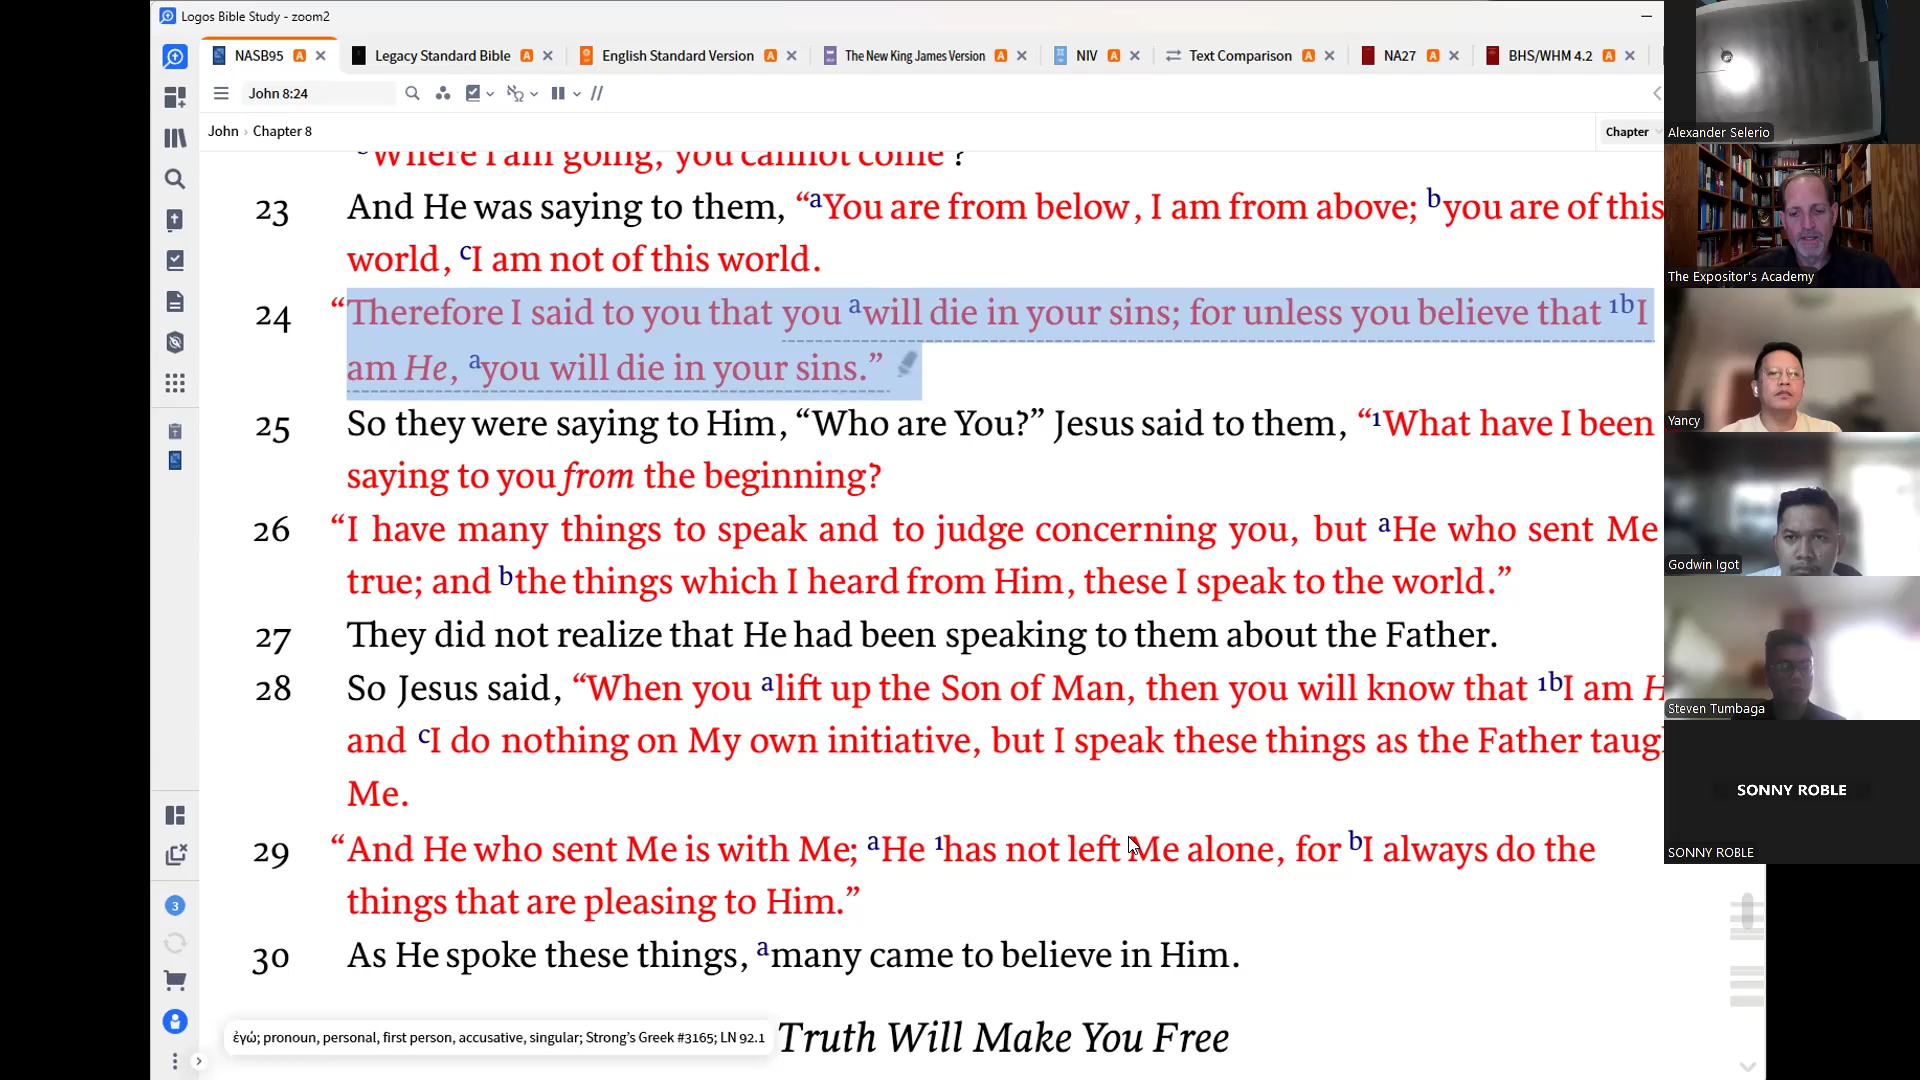 Logos Bible Study - zoom2
NASB95 A
Legacy Standard Bible A
English Standard Version A
The New King James Version A
NIV A
Text Comparison A
NA27 A
BHS/WHM 4.2 A
John 8:24
John › Chapter 8
Chapter
Where I am going, you cannot come”?
23 And He was saying to them, “aYou are from below, I am from above; byou are of this
world, cI am not of this world.
24 “Therefore I said to you that you awill die in your sins; for unless you believe that 1bI
am He, ayou will die in your sins.”
25 So they were saying to Him, “Who are You?” Jesus said to them, “1What have I been
saying to you from the beginning?
26 “I have many things to speak and to judge concerning you, but aHe who sent Me
true; and bthe things which I heard from Him, these I speak to the world.”
27 They did not realize that He had been speaking to them about the Father.
28 So Jesus said, “When you alift up the Son of Man, then you will know that 1bI am H
and cI do nothing on My own initiative, but I speak these things as the Father taug
Me.
29 “And He who sent Me is with Me; aHe 1has not left Me alone, for bI always do the
things that are pleasing to Him.”
30 As He spoke these things, amany came to believe in Him.
Truth Will Make You Free
3
ἐγώ; pronoun, personal, first person, accusative, singular; Strong’s Greek #3165; LN 92.1
Alexander Selerio
The Expositor's Academy
Yancy
Godwin Igot
Steven Tumbaga
SONNY ROBLE
SONNY ROBLE